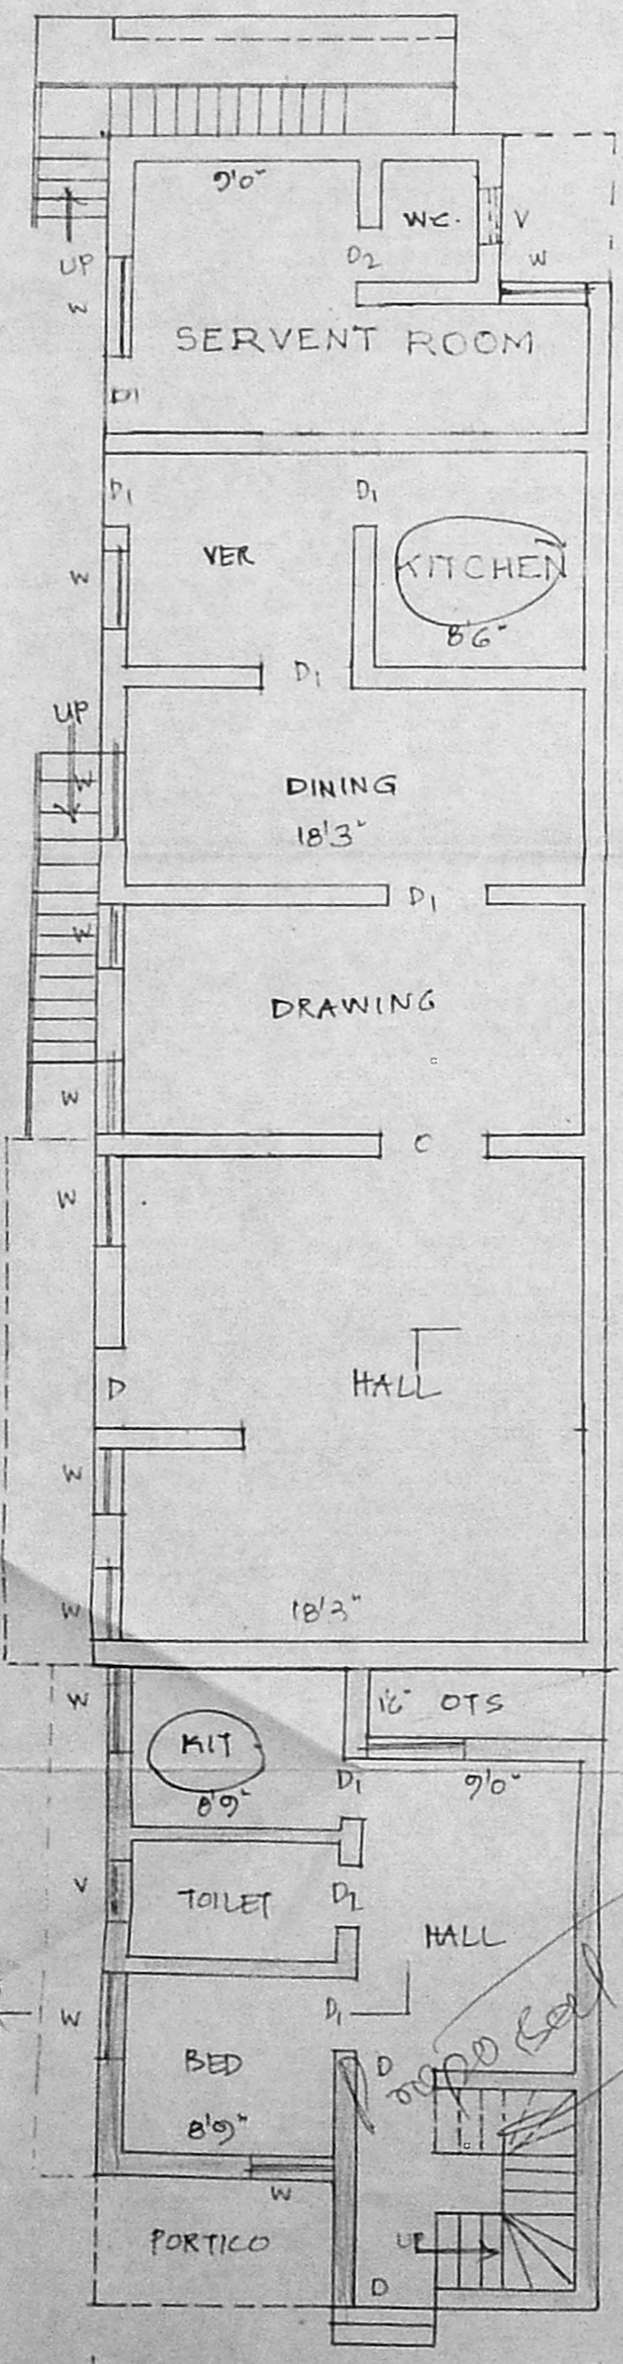 9'0"
W.C.
V
D2
W
UP
W
SERVENT ROOM
D1
D1
D1
VER
KITCHEN
W
8'6"
D1
UP
DINING
W
18'3"
D1
W
DRAWING
W
C
W
HALL
D
W
18'3"
W
W
1'6" OTS
KIT
D1
9'0"
8'9"
V
TOILET
D2
HALL
W
D1
BED
D
8'9"
W
PORTICO
UP
D